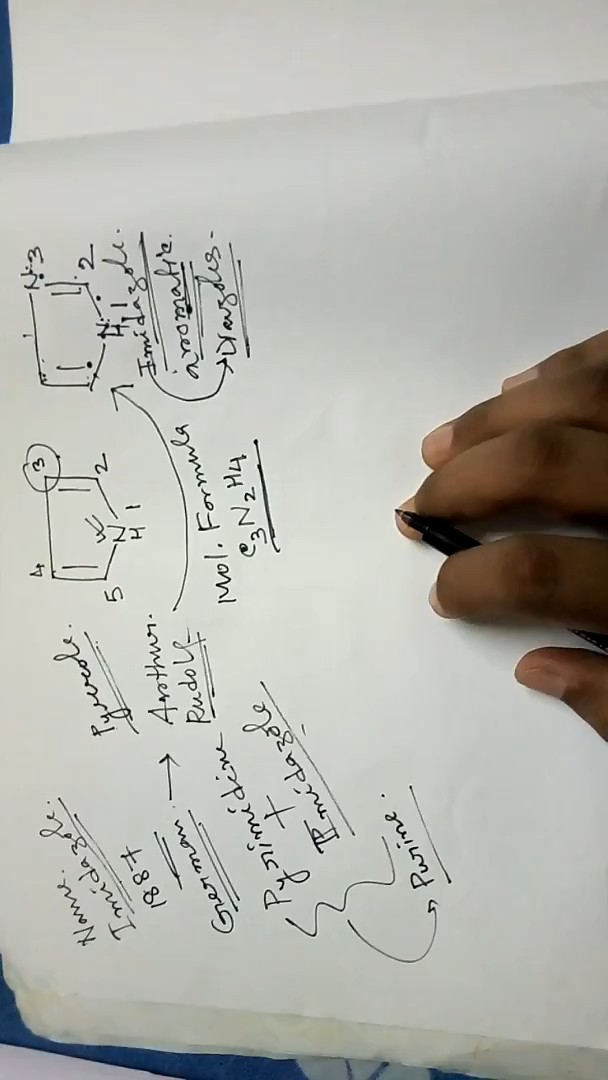 Name.
Imidazole.
1887
German. → Arthur.
Rudolf
Pyrimidine
+
Imidazole
Purine.
Pyrrole.
4
3
5
2
N
H
1
Mol. Formula
C3N2H4
N:3
2
N
H
1
Imidazole.
aromatic.
Diazoles-